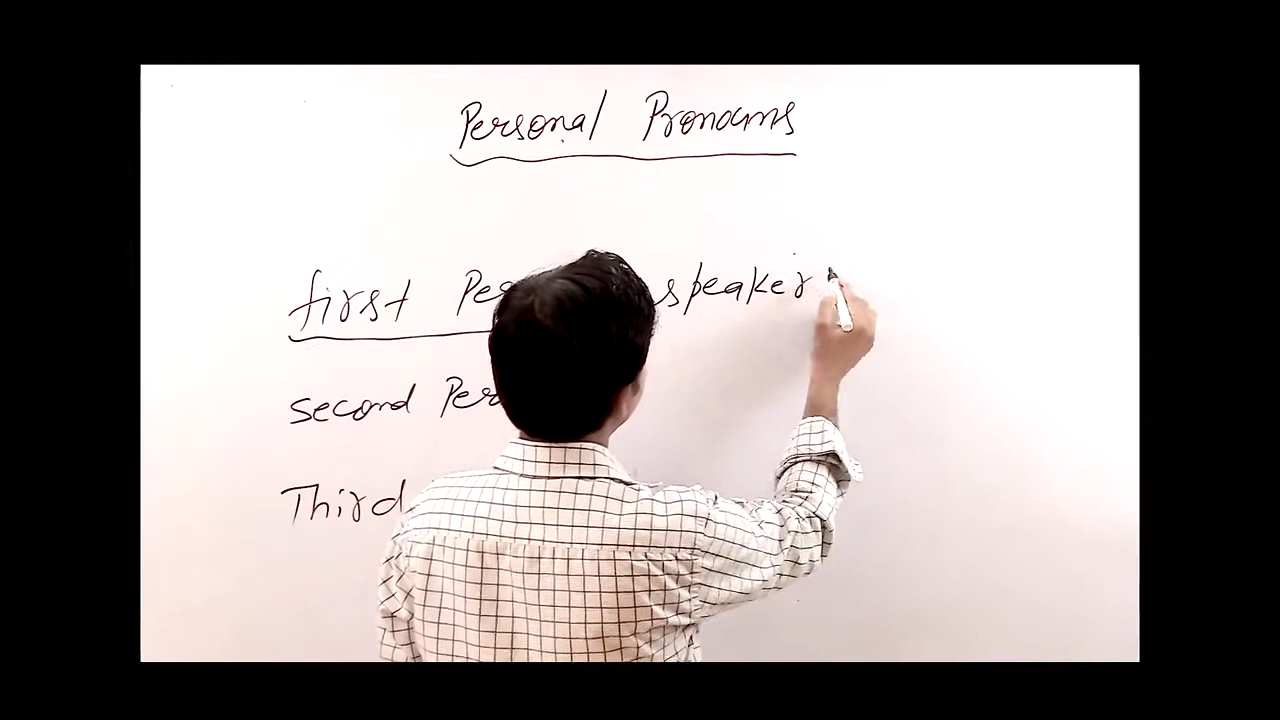 Personal Pronouns
first Pe speaker
second Per
Third